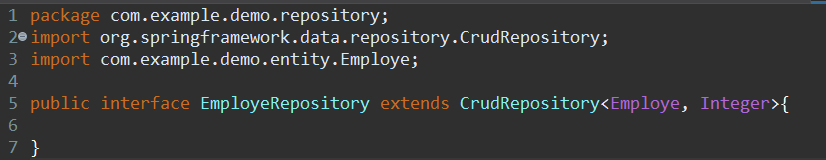 1 package com.example.demo.repository;
2 import org.springframework.data.repository.CrudRepository;
3 import com.example.demo.entity.Employe;
4
5 public interface EmployeRepository extends CrudRepository<Employe, Integer>{
6
7 }